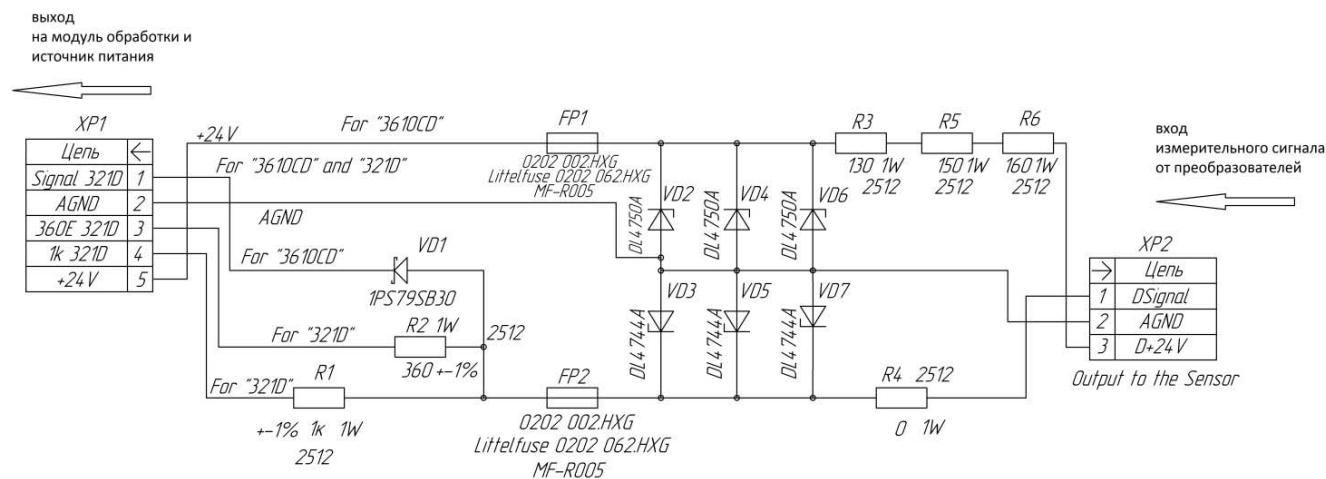 выход
на модуль обработки и
источник питания
XP1
Цепь
Signal 321D 1
AGND 2
360E 321D 3
1k 321D 4
+24V 5
+24V
For "3610CD"
For "3610CD" and "321D"
AGND
For "3610CD"
VD1
1PS79SB30
For "321D"
R2 1W
2512
360 +-1%
For "321D"
R1
+-1% 1к 1W
2512
FP1
0202 002.HXG
Littelfuse 0202 062.HXG
MF-R005
FP2
0202 002.HXG
Littelfuse 0202 062.HXG
MF-R005
VD2
DL4750A
VD4
DL4750A
VD6
DL4750A
VD3
DL4744A
VD5
DL4744A
VD7
DL4744A
R3
130 1W
2512
R5
150 1W
2512
R6
160 1W
2512
R4 2512
0 1W
вход
измерительного сигнала
от преобразователей
XP2
Цепь
1 DSignal
2 AGND
3 D+24V
Output to the Sensor